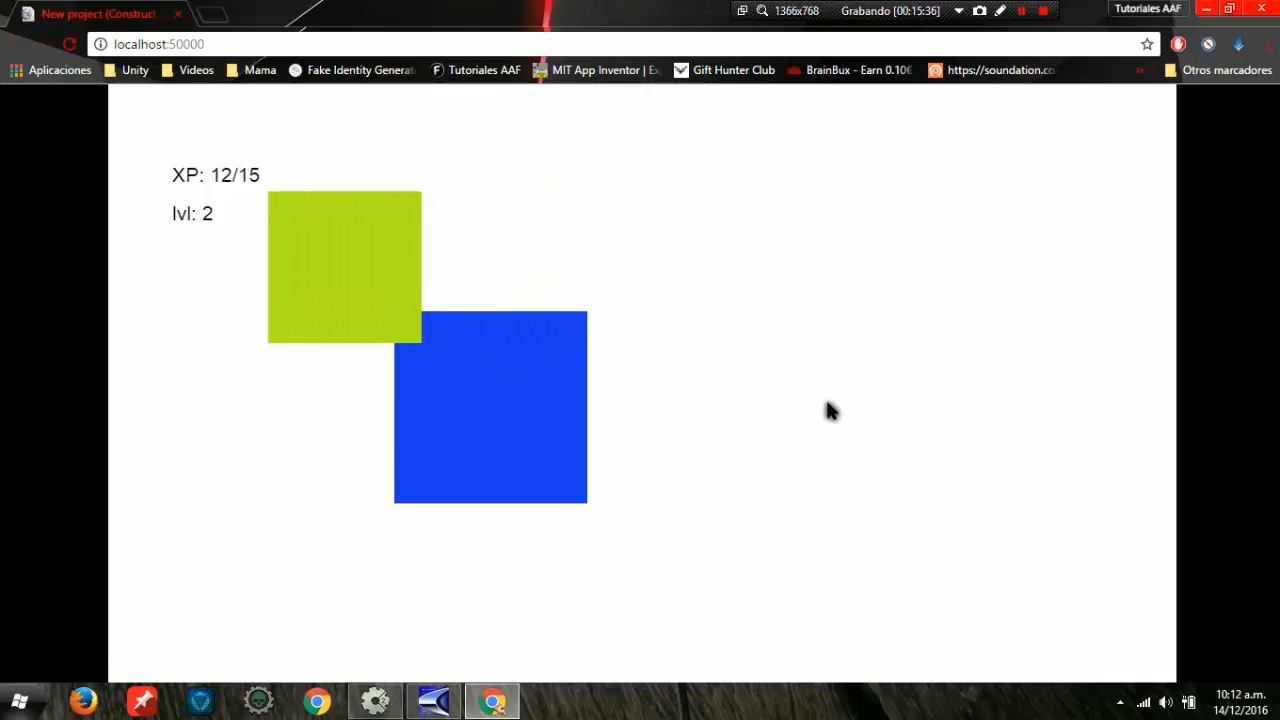 New project (Construct
1366x768
Grabando [00:15:36]
Tutoriales AAF
localhost:50000
Aplicaciones
Unity
Videos
Mama
Fake Identity Generat
Tutoriales AAF
MIT App Inventor | Ex
Gift Hunter Club
BrainBux - Earn 0.10€
https://soundation.co
Otros marcadores
XP: 12/15
lvl: 2
10:12 a.m.
14/12/2016